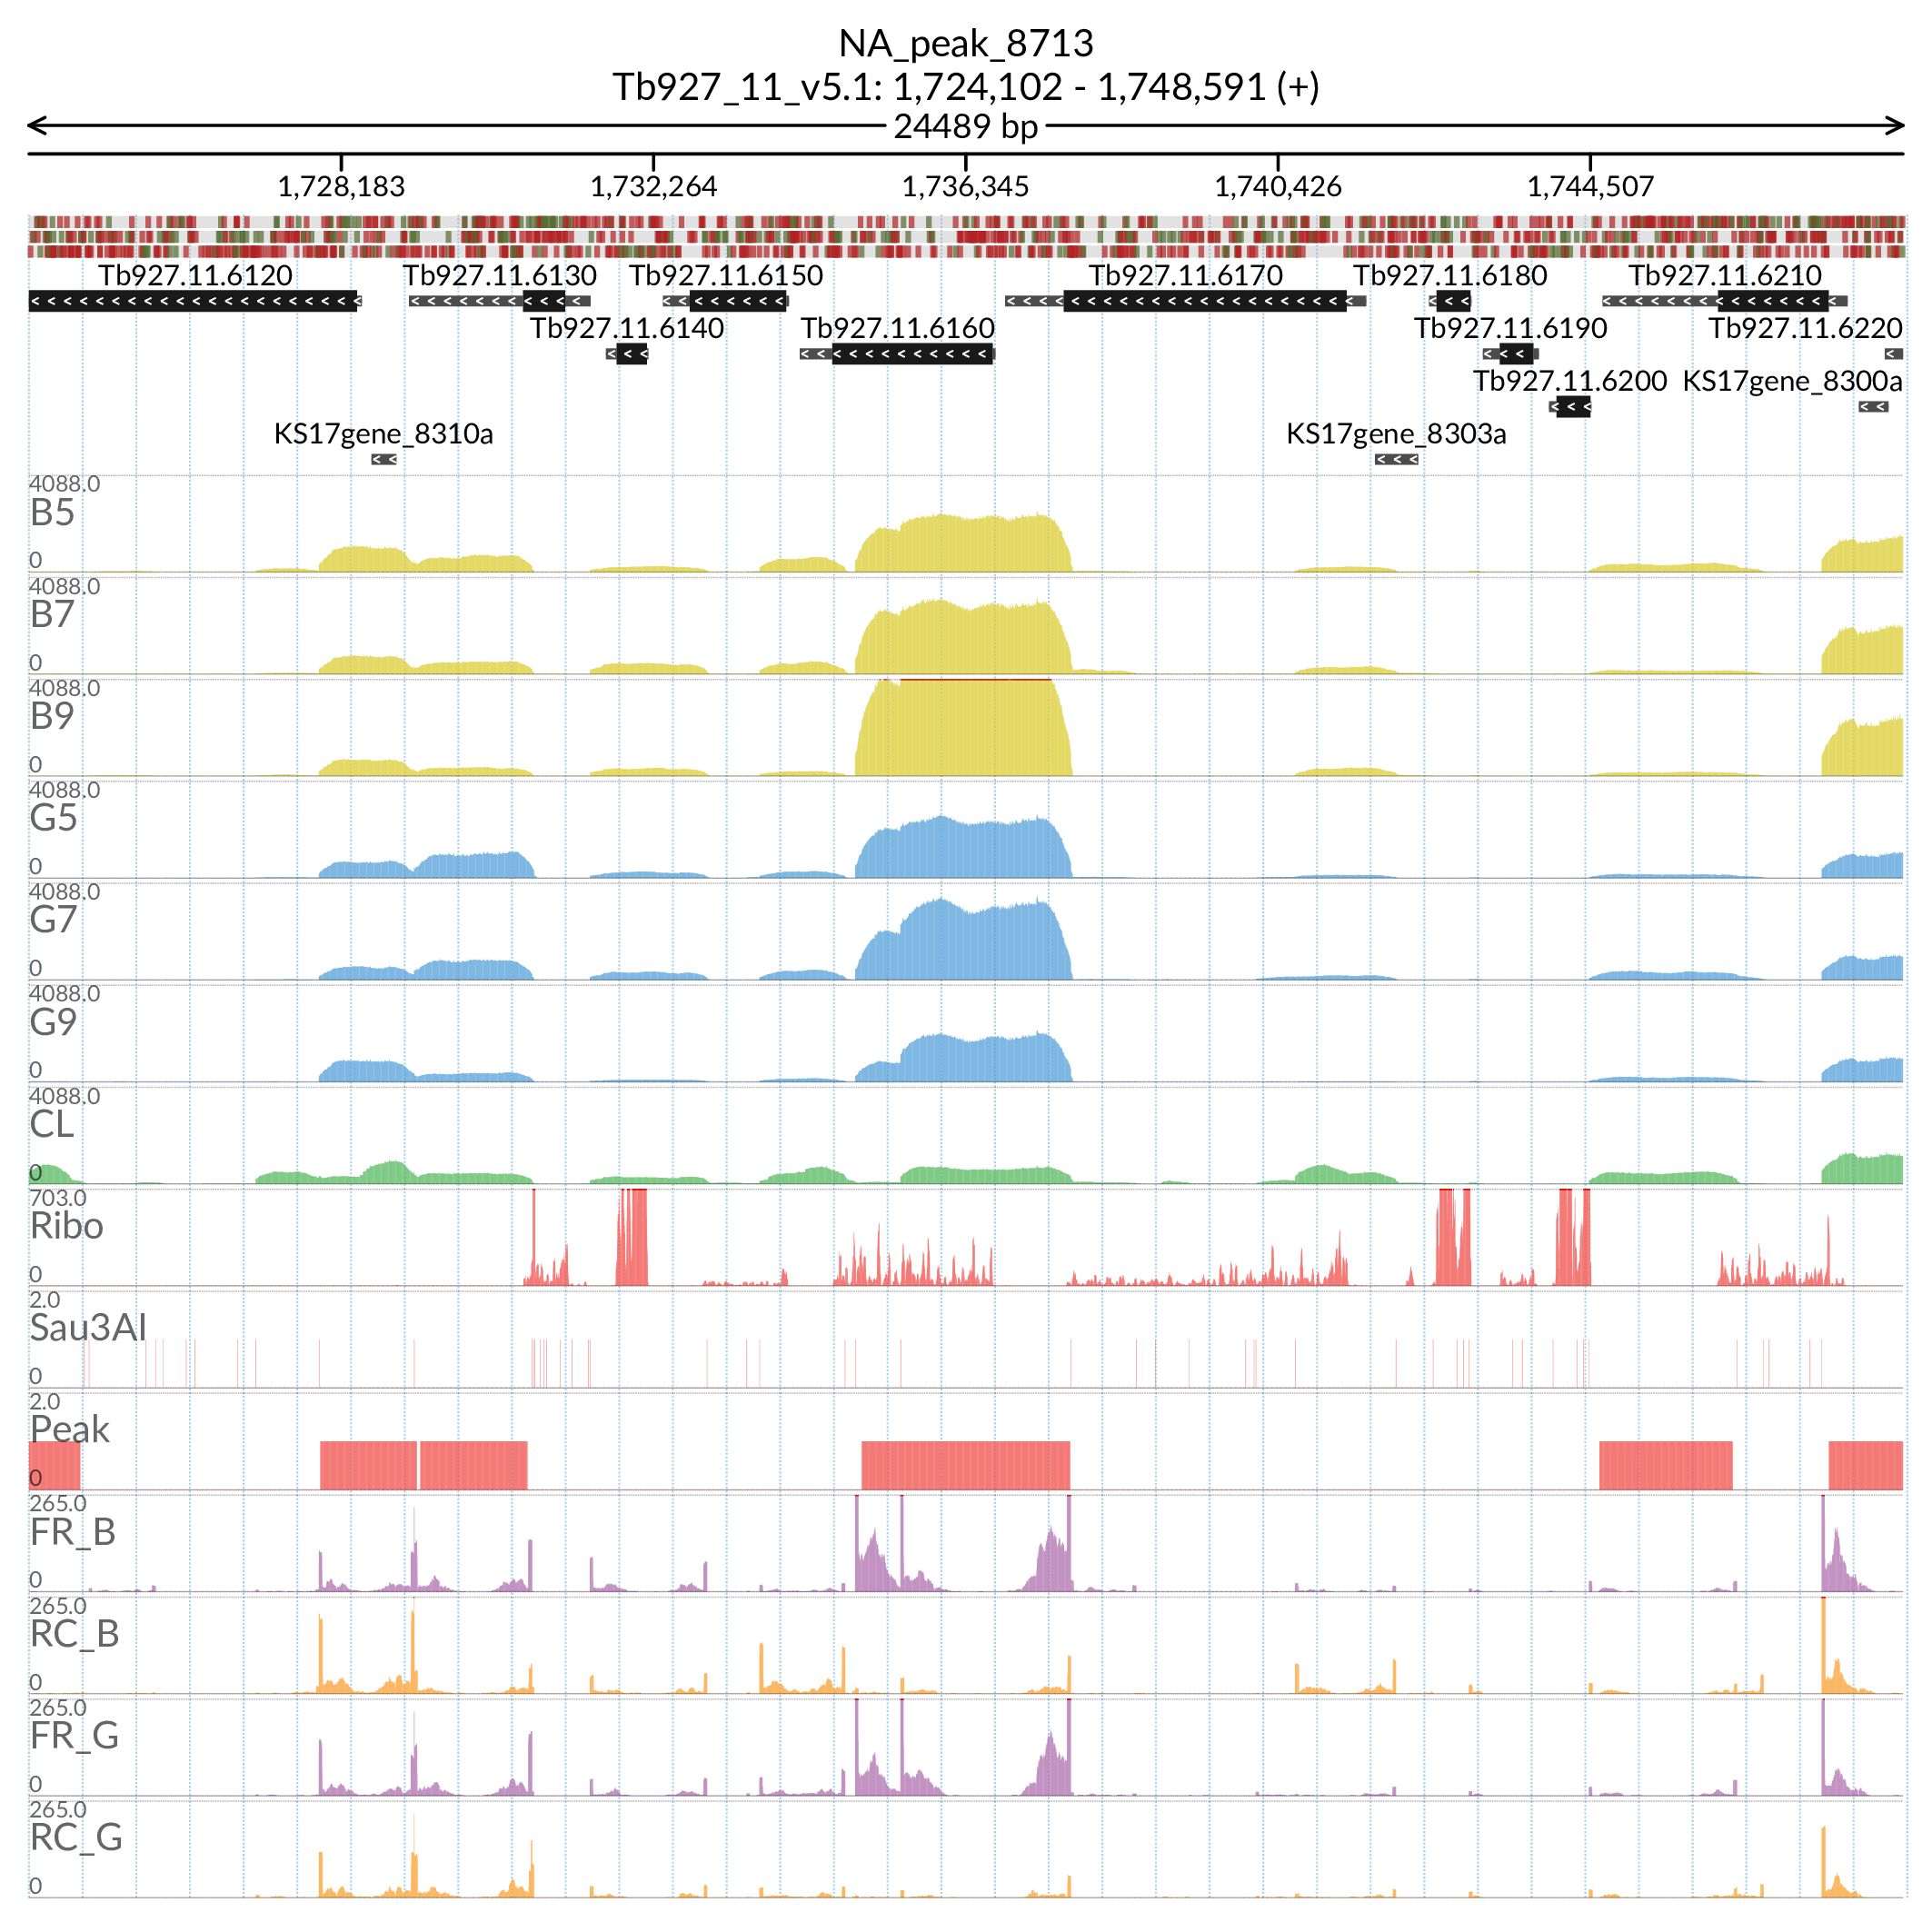 NA_peak_8713
Tb927_11_v5.1: 1,724,102 - 1,748,591 (+)
24489 bp
1,728,183 1,732,264 1,736,345 1,740,426 1,744,507
Tb927.11.6120 Tb927.11.6130 Tb927.11.6150 Tb927.11.6170 Tb927.11.6180 Tb927.11.6210
Tb927.11.6140 Tb927.11.6160 Tb927.11.6190 Tb927.11.6220
Tb927.11.6200 KS17gene_8300a
KS17gene_8310a KS17gene_8303a
4088.0
B5
0
4088.0
B7
0
4088.0
B9
0
4088.0
G5
0
4088.0
G7
0
4088.0
G9
0
4088.0
CL
0
703.0
Ribo
0
2.0
Sau3AI
0
2.0
Peak
0
265.0
FR_B
0
265.0
RC_B
0
265.0
FR_G
0
265.0
RC_G
0